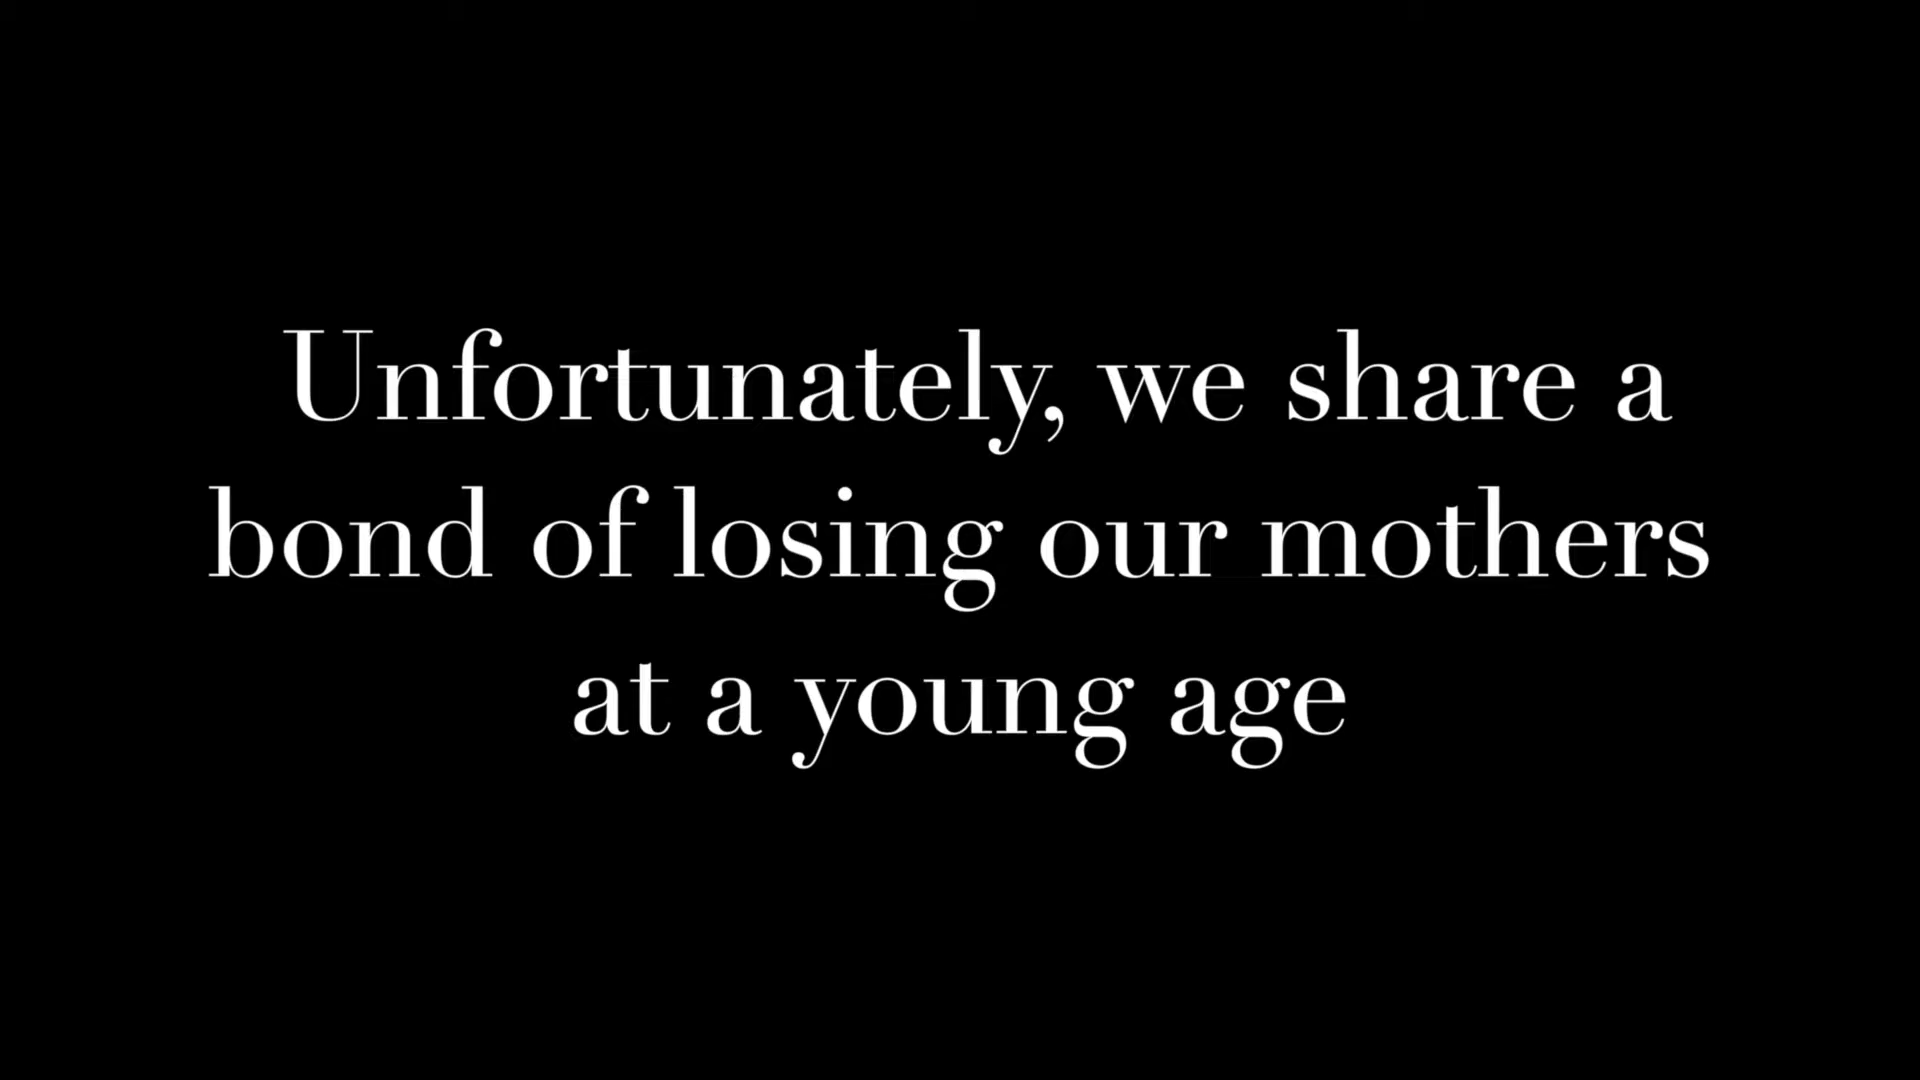 Unfortunately, we share a
bond of losing our mothers
at a young age